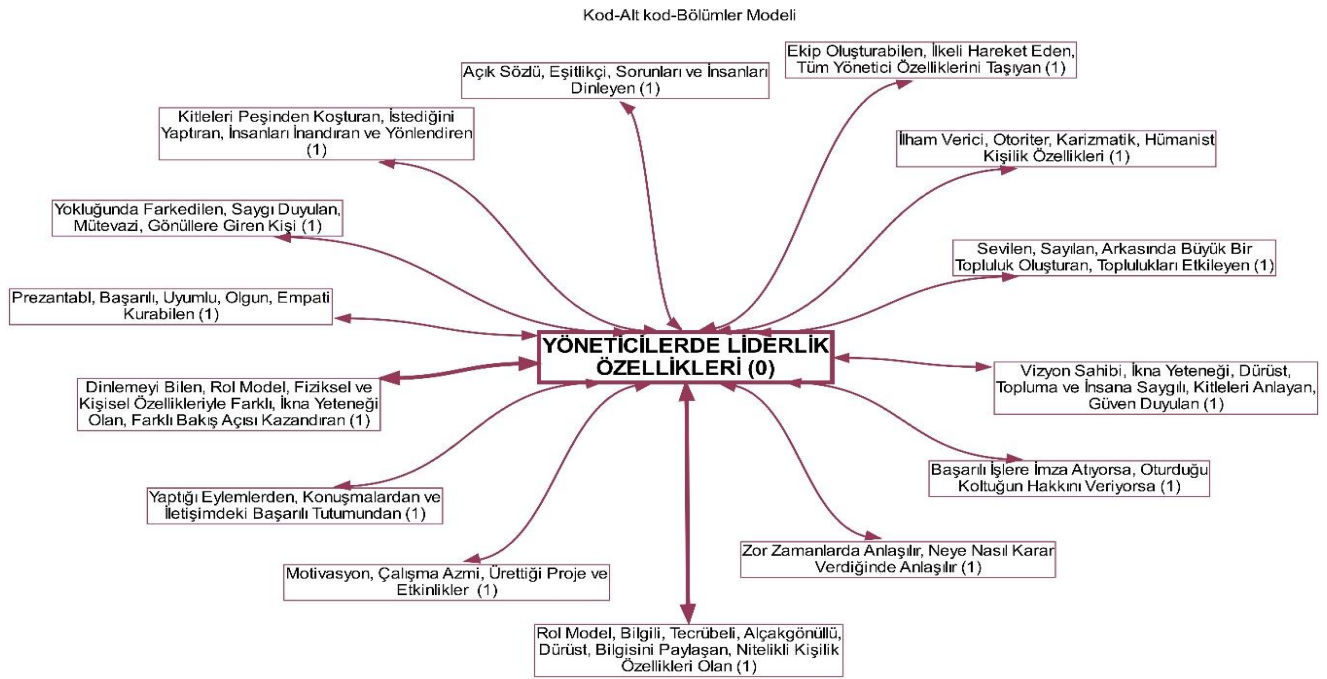 Kod-Alt kod-Bölümler Modeli
Ekip Oluşturabilen, İlkeli Hareket Eden,
Tüm Yönetici Özelliklerini Taşıyan (1)
Açık Sözlü, Eşitlikçi, Sorunları ve İnsanları
Dinleyen (1)
Kitleleri Peşinden Koşturan, İstediğini
Yaptıran, İnsanları İnandıran ve Yönlendiren
(1)
İlham Verici, Otoriter, Karizmatik, Hümanist
Kişilik Özellikleri (1)
Yokluğunda Farkedilen, Saygı Duyulan,
Mütevazi, Gönüllere Giren Kişi (1)
Sevilen, Sayılan, Arkasında Büyük Bir
Topluluk Oluşturan, Toplulukları Etkileyen (1)
Prezantabl, Başarılı, Uyumlu, Olgun, Empati
Kurabilen (1)
YÖNETİCİLERDE LİDERLİK
ÖZELLİKLERİ (0)
Vizyon Sahibi, İkna Yeteneği, Dürüst,
Topluma ve İnsana Saygılı, Kitleleri Anlayan,
Güven Duyulan (1)
Dinlemeyi Bilen, Rol Model, Fiziksel ve
Kişisel Özellikleriyle Farklı, İkna Yeteneği
Olan, Farklı Bakış Açısı Kazandıran (1)
Başarılı İşlere İmza Atıyorsa, Oturduğu
Koltuğun Hakkını Veriyorsa (1)
Yaptığı Eylemlerden, Konuşmalardan ve
İletişimdeki Başarılı Tutumundan (1)
Zor Zamanlarda Anlaşılır, Neye Nasıl Karar
Verdiğinde Anlaşılır (1)
Motivasyon, Çalışma Azmi, Ürettiği Proje ve
Etkinlikler (1)
Rol Model, Bilgili, Tecrübeli, Alçakgönüllü,
Dürüst, Bilgisini Paylaşan, Nitelikli Kişilik
Özellikleri Olan (1)